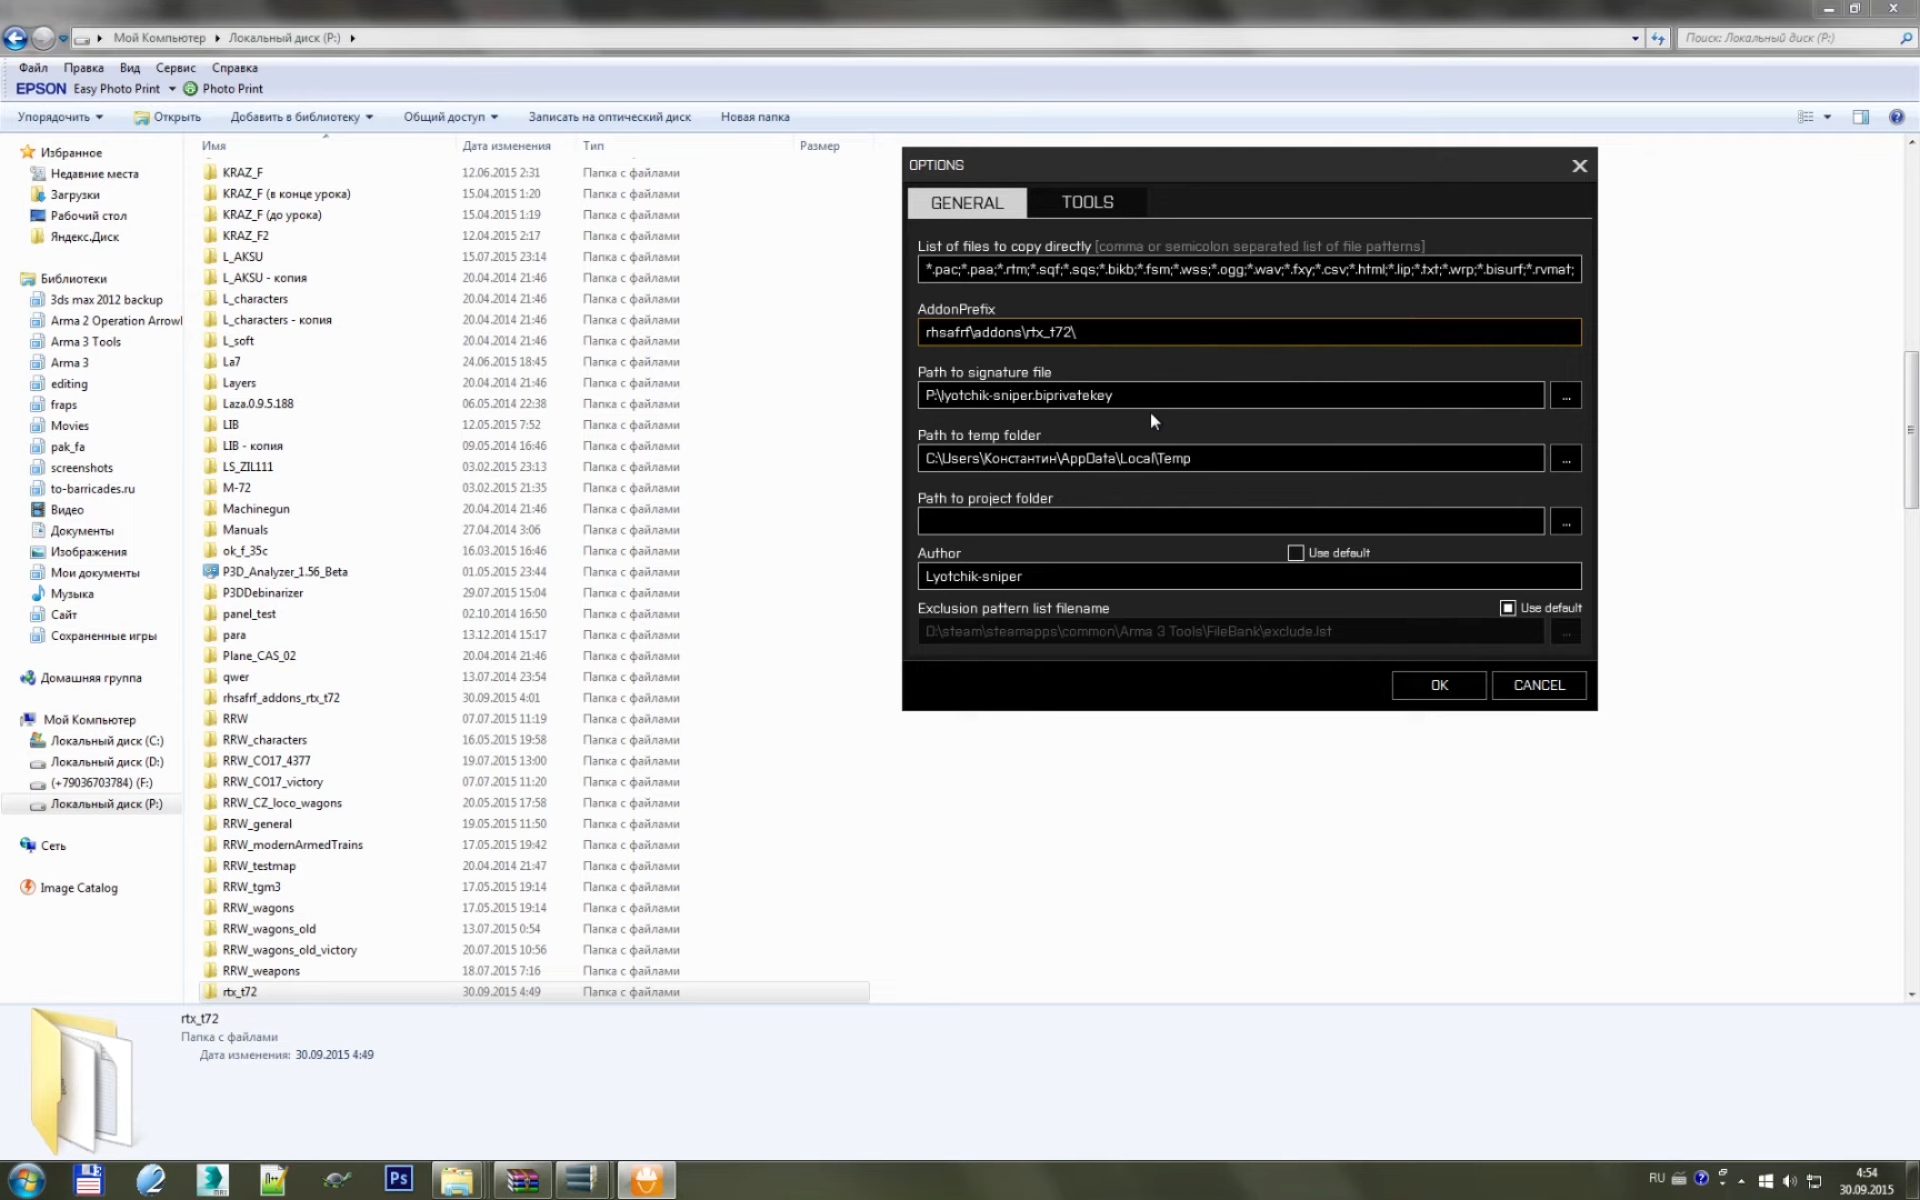 Мой Компьютер
Локальный диск (P:)
Поиск: Локальный диск (P:)
Файл Правка Вид Сервис Справка
EPSON Easy Photo Print Photo Print
Упорядочить Открыть Добавить в библиотеку Общий доступ Записать на оптический диск Новая папка
Избранное
Недавние места
Загрузки
Рабочий стол
Яндекс.Диск
Библиотеки
3ds max 2012 backup
Arma 2 Operation Arrowl
Arma 3 Tools
Arma 3
editing
fraps
Movies
pak_fa
screenshots
to-barricades.ru
Видео
Документы
Изображения
Мои документы
Музыка
Сайт
Сохраненные игры
Домашняя группа
Мой Компьютер
Локальный диск (C:)
Локальный диск (D:)
(+79036703784) (F:)
Локальный диск (P:)
Сеть
Image Catalog
Имя Дата изменения Тип Размер
KRAZ_F 12.06.2015 2:31 Папка с файлами
KRAZ_F (в конце урока) 15.04.2015 1:20 Папка с файлами
KRAZ_F (до урока) 15.04.2015 1:19 Папка с файлами
KRAZ_F2 12.04.2015 2:17 Папка с файлами
L_AKSU 15.07.2015 23:14 Папка с файлами
L_AKSU - копия 20.04.2014 21:46 Папка с файлами
L_characters 20.04.2014 21:46 Папка с файлами
L_characters - копия 20.04.2014 21:46 Папка с файлами
L_soft 20.04.2014 21:46 Папка с файлами
La7 24.06.2015 18:45 Папка с файлами
Layers 20.04.2014 21:46 Папка с файлами
Laza.0.9.5.188 06.05.2014 22:38 Папка с файлами
LIB 12.05.2015 7:52 Папка с файлами
LIB - копия 09.05.2014 16:46 Папка с файлами
LS_ZIL111 03.02.2015 23:13 Папка с файлами
M-72 03.02.2015 21:35 Папка с файлами
Machinegun 20.04.2014 21:46 Папка с файлами
Manuals 27.04.2014 3:06 Папка с файлами
ok_f_35c 16.03.2015 16:46 Папка с файлами
P3D_Analyzer_1.56_Beta 01.05.2015 23:44 Папка с файлами
P3DDebinarizer 29.07.2015 15:04 Папка с файлами
panel_test 02.10.2014 16:50 Папка с файлами
para 13.12.2014 15:17 Папка с файлами
Plane_CAS_02 20.04.2014 21:46 Папка с файлами
qwer 13.07.2014 23:54 Папка с файлами
rhsafrf_addons_rtx_t72 30.09.2015 4:01 Папка с файлами
RRW 07.07.2015 11:19 Папка с файлами
RRW_characters 16.05.2015 19:58 Папка с файлами
RRW_CO17_4377 19.07.2015 13:00 Папка с файлами
RRW_CO17_victory 07.07.2015 11:20 Папка с файлами
RRW_CZ_loco_wagons 20.05.2015 17:58 Папка с файлами
RRW_general 19.05.2015 11:50 Папка с файлами
RRW_modernArmedTrains 17.05.2015 19:42 Папка с файлами
RRW_testmap 20.04.2014 21:47 Папка с файлами
RRW_tgm3 17.05.2015 19:14 Папка с файлами
RRW_wagons 17.05.2015 19:14 Папка с файлами
RRW_wagons_old 13.07.2015 0:54 Папка с файлами
RRW_wagons_old_victory 20.07.2015 10:56 Папка с файлами
RRW_weapons 18.07.2015 7:16 Папка с файлами
rtx_t72 30.09.2015 4:49 Папка с файлами
OPTIONS
GENERAL TOOLS
List of files to copy directly [comma or semicolon separated list of file patterns]
*.pac;*.paa;*.rtm;*.sqf;*.sqs;*.bikb;*.fsm;*.wss;*.ogg;*.wav;*.fxy;*.csv;*.html;*.lip;*.txt;*.wrp;*.bisurf;*.rvmat;
AddonPrefix
rhsafrf\addons\rtx_t72\
Path to signature file
P:\lyotchik-sniper.biprivatekey
...
Path to temp folder
C:\Users\Константин\AppData\Local\Temp
...
Path to project folder
...
Author Use default
Lyotchik-sniper
Exclusion pattern list filename Use default
D:\steam\steamapps\common\Arma 3 Tools\FileBank\exclude.lst
...
OK CANCEL
rtx_t72
Папка с файлами
Дата изменения: 30.09.2015 4:49
Ps
RU
4:54
30.09.2015